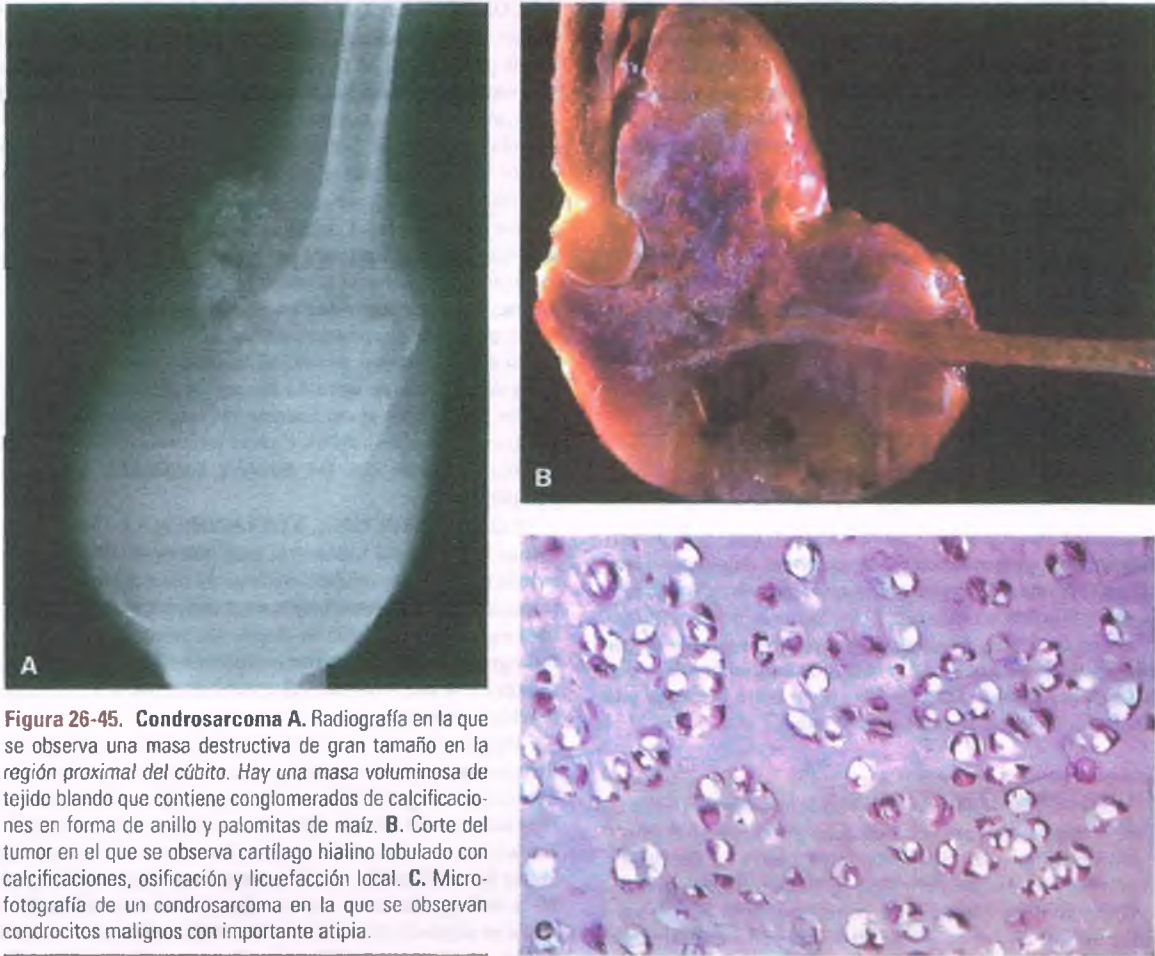 A
B
C
Figura 26-45. Condrosarcoma A. Radiografía en la que
se observa una masa destructiva de gran tamaño en la
región proximal del cúbito. Hay una masa voluminosa de
tejido blando que contiene conglomerados de calcificacio-
nes en forma de anillo y palomitas de maíz. B. Corte del
tumor en el que se observa cartílago hialino lobulado con
calcificaciones, osificación y licuefacción local. C. Micro-
fotografía de un condrosarcoma en la que se observan
condrocitos malignos con importante atipia.